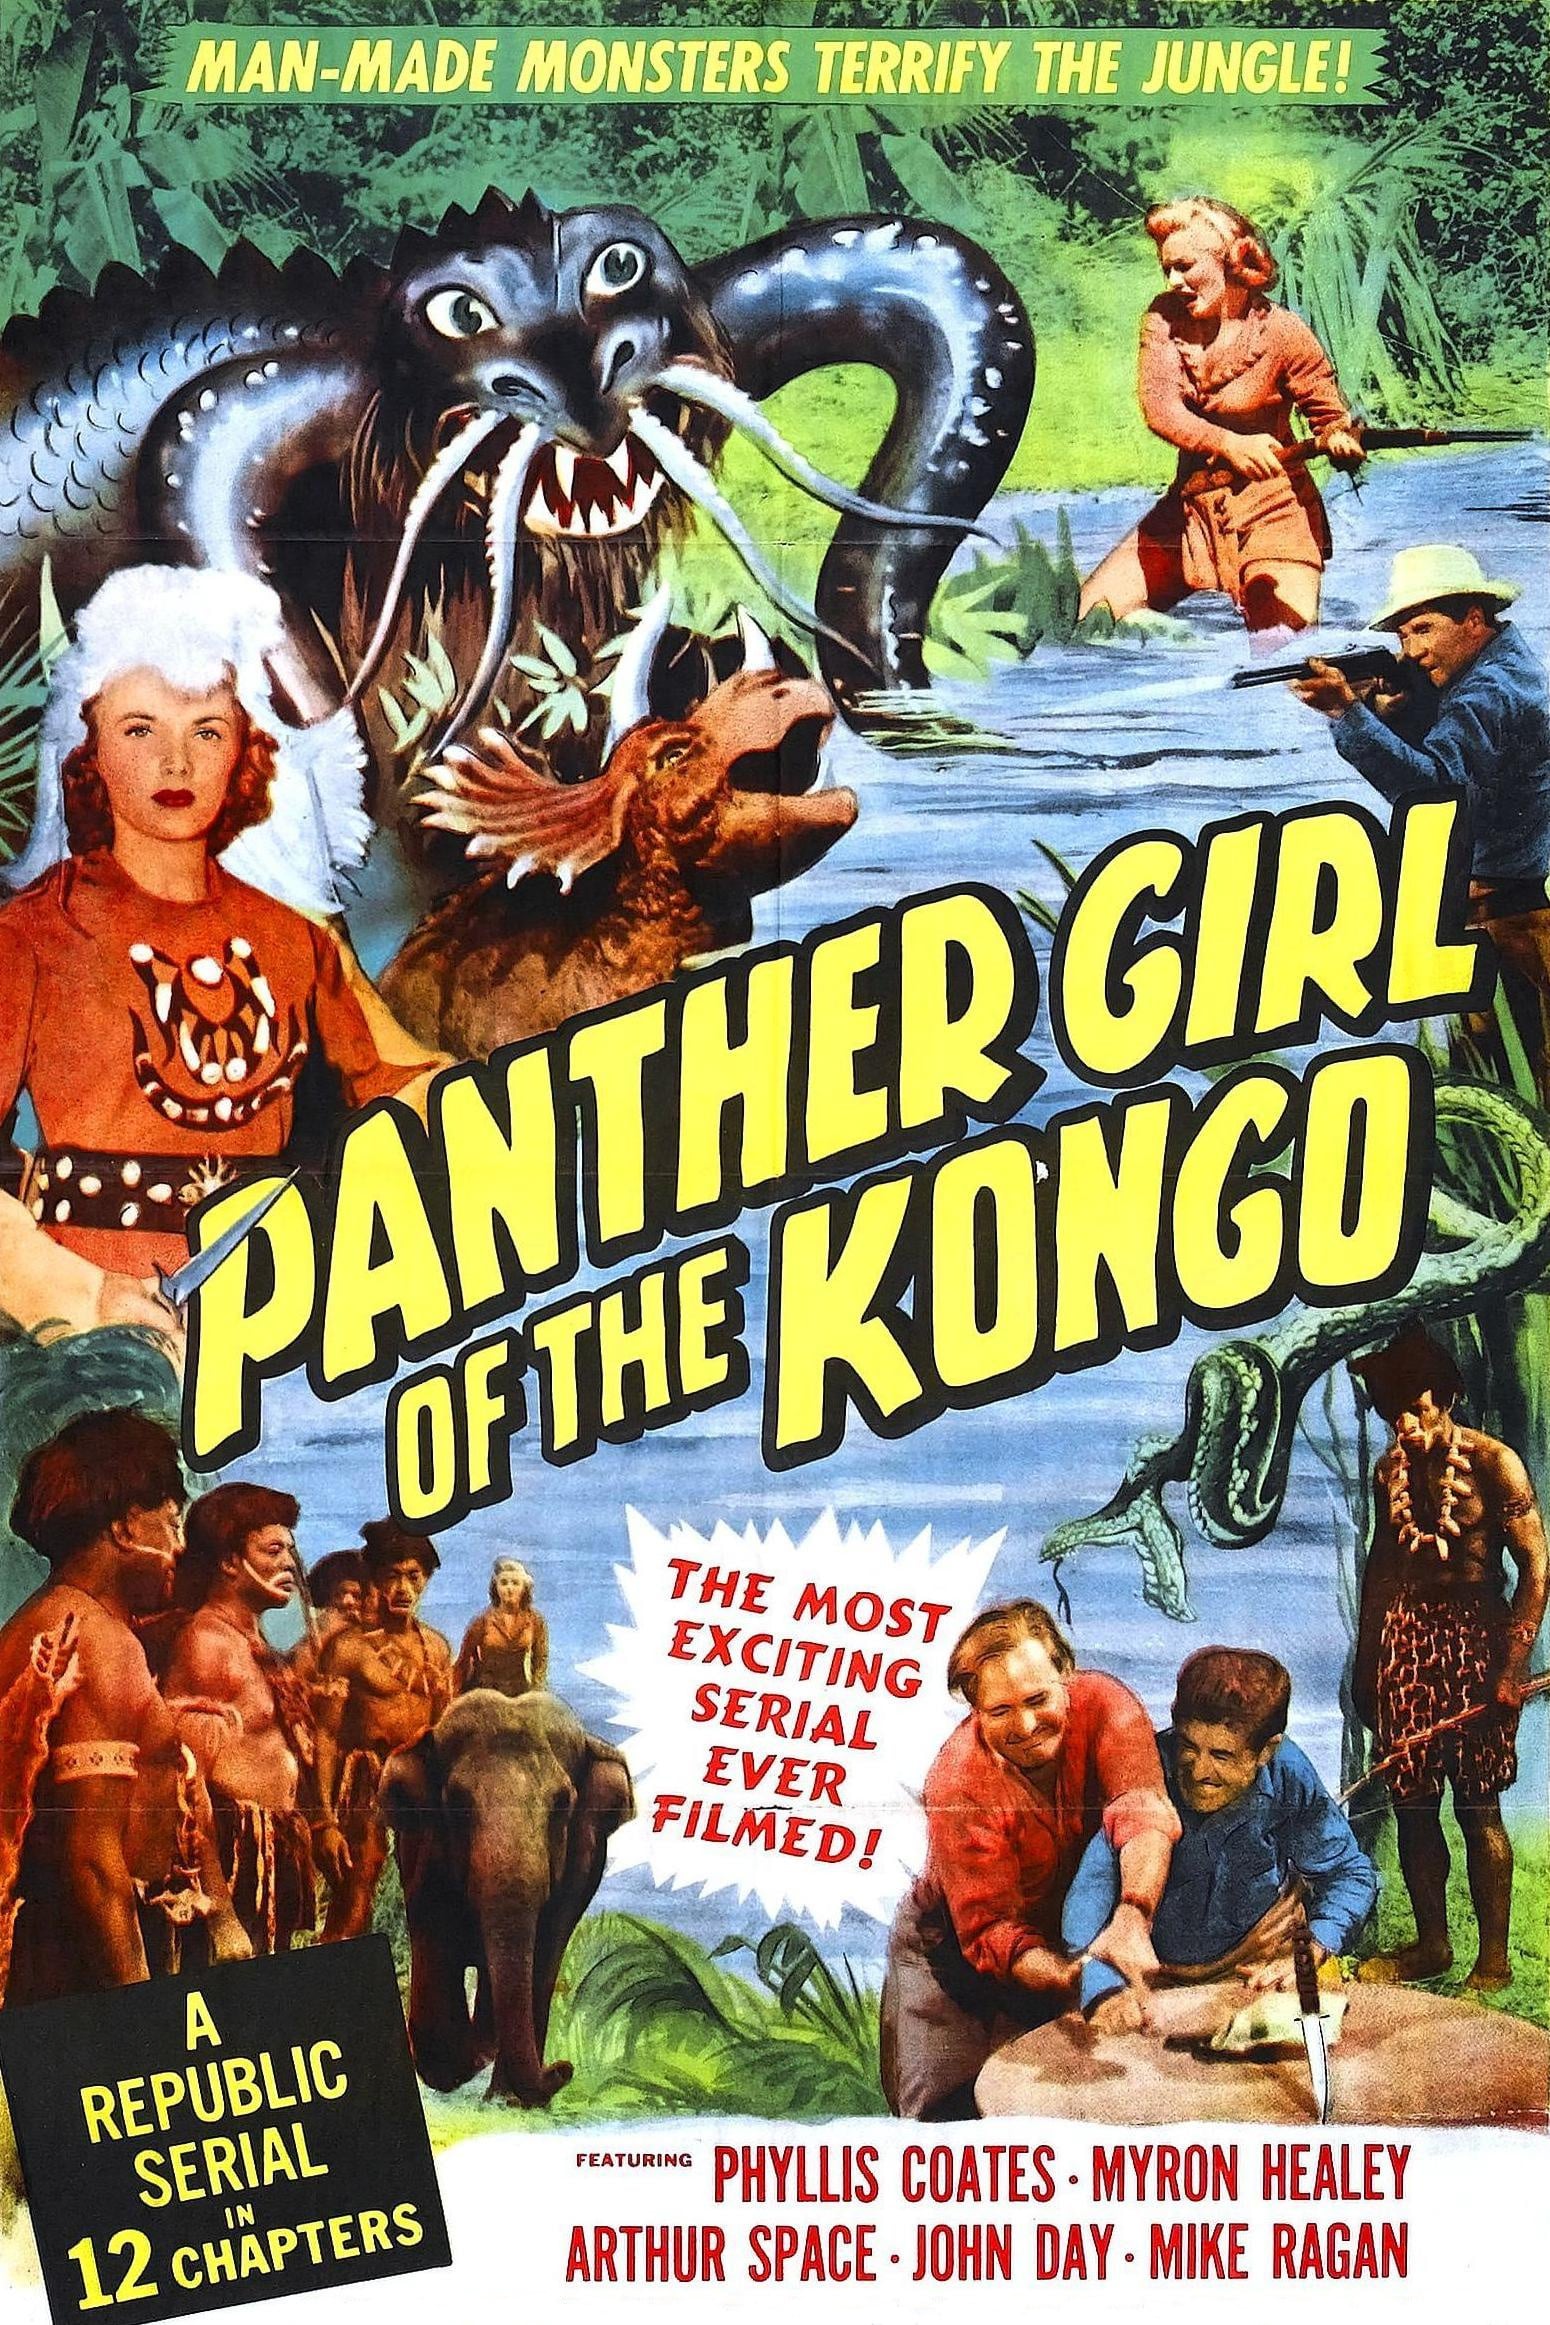 MAN-MADE MONSTERS TERRIFY THE JUNGLE!
PANTHER GIRL
OF THE KONGO
THE MOST
EXCITING
SERIAL
EVER
FILMED!
A
REPUBLIC
SERIAL
IN
12 CHAPTERS
FEATURING PHYLLIS COATES · MYRON HEALEY
ARTHUR SPACE · JOHN DAY · MIKE RAGAN